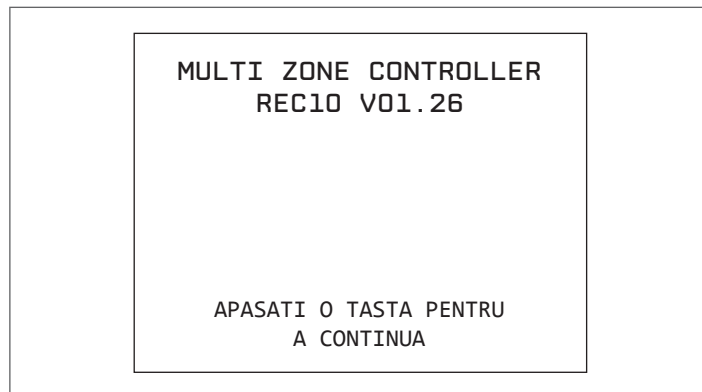 MULTI ZONE CONTROLLER
REC10 V01.26
APASATI O TASTA PENTRU
A CONTINUA